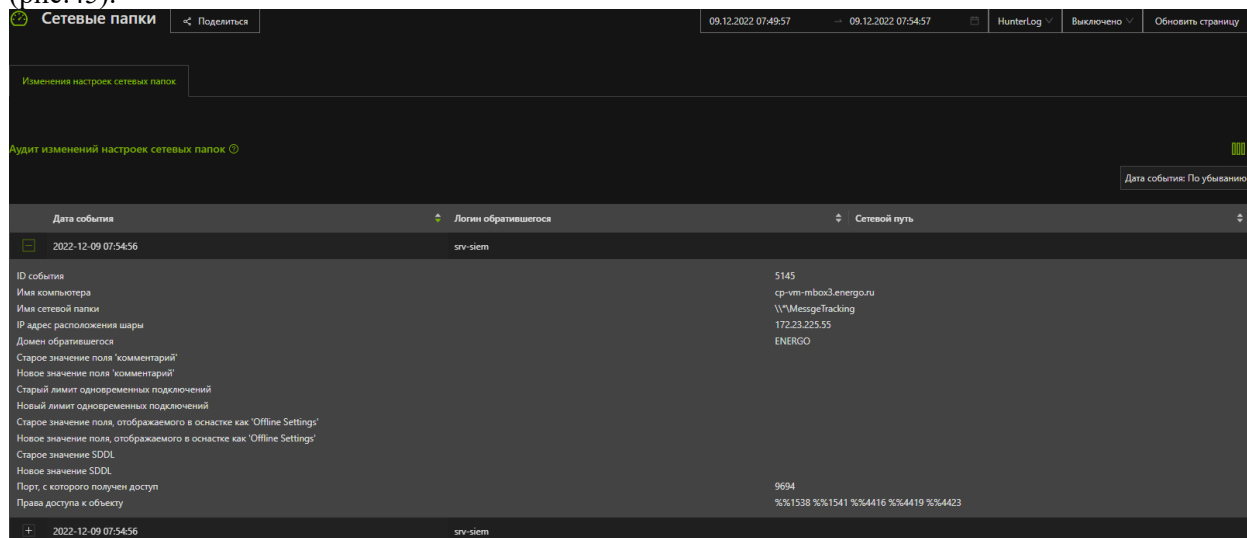 (рис.45).
Сетевые папки Поделиться 09.12.2022 07:49:57 → 09.12.2022 07:54:57 HunterLog Выключено Обновить страницу
Изменения настроек сетевых папок
Аудит изменений настроек сетевых папок
Дата события: По убыванию
Дата события Логин обратившегося Сетевой путь
2022-12-09 07:54:56 srv-siem
ID события 5145
Имя компьютера cp-vm-mbox3.energo.ru
Имя сетевой папки \\*\MessgeTracking
IP адрес расположения шары 172.23.225.55
Домен обратившегося ENERGO
Старое значение поля 'комментарий'
Новое значение поля 'комментарий'
Старый лимит одновременных подключений
Новый лимит одновременных подключений
Старое значение поля, отображаемого в оснастке как 'Offline Settings'
Новое значение поля, отображаемого в оснастке как 'Offline Settings'
Старое значение SDDL
Новое значение SDDL
Порт, с которого получен доступ 9694
Права доступа к объекту %%1538 %%1541 %%4416 %%4419 %%4423
2022-12-09 07:54:56 srv-siem